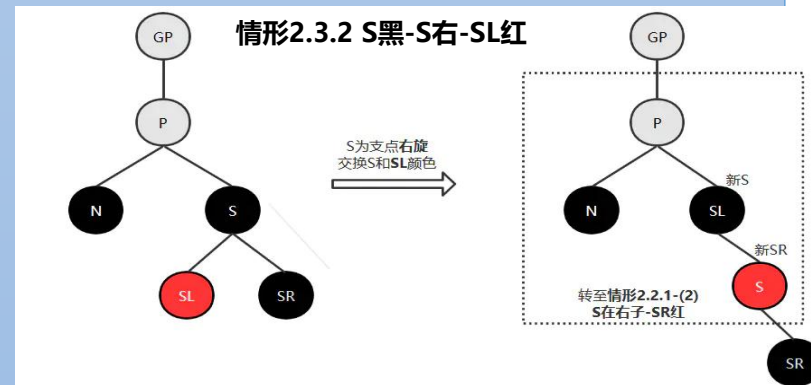 情形2.3.2 S黑-S右-SL红
GP
P
N
S
SL
SR
S为支点右旋
交换S和SL颜色
GP
P
新S
N
SL
新SR
S
转至情形2.2.1-(2)
S在右子-SR红
SR